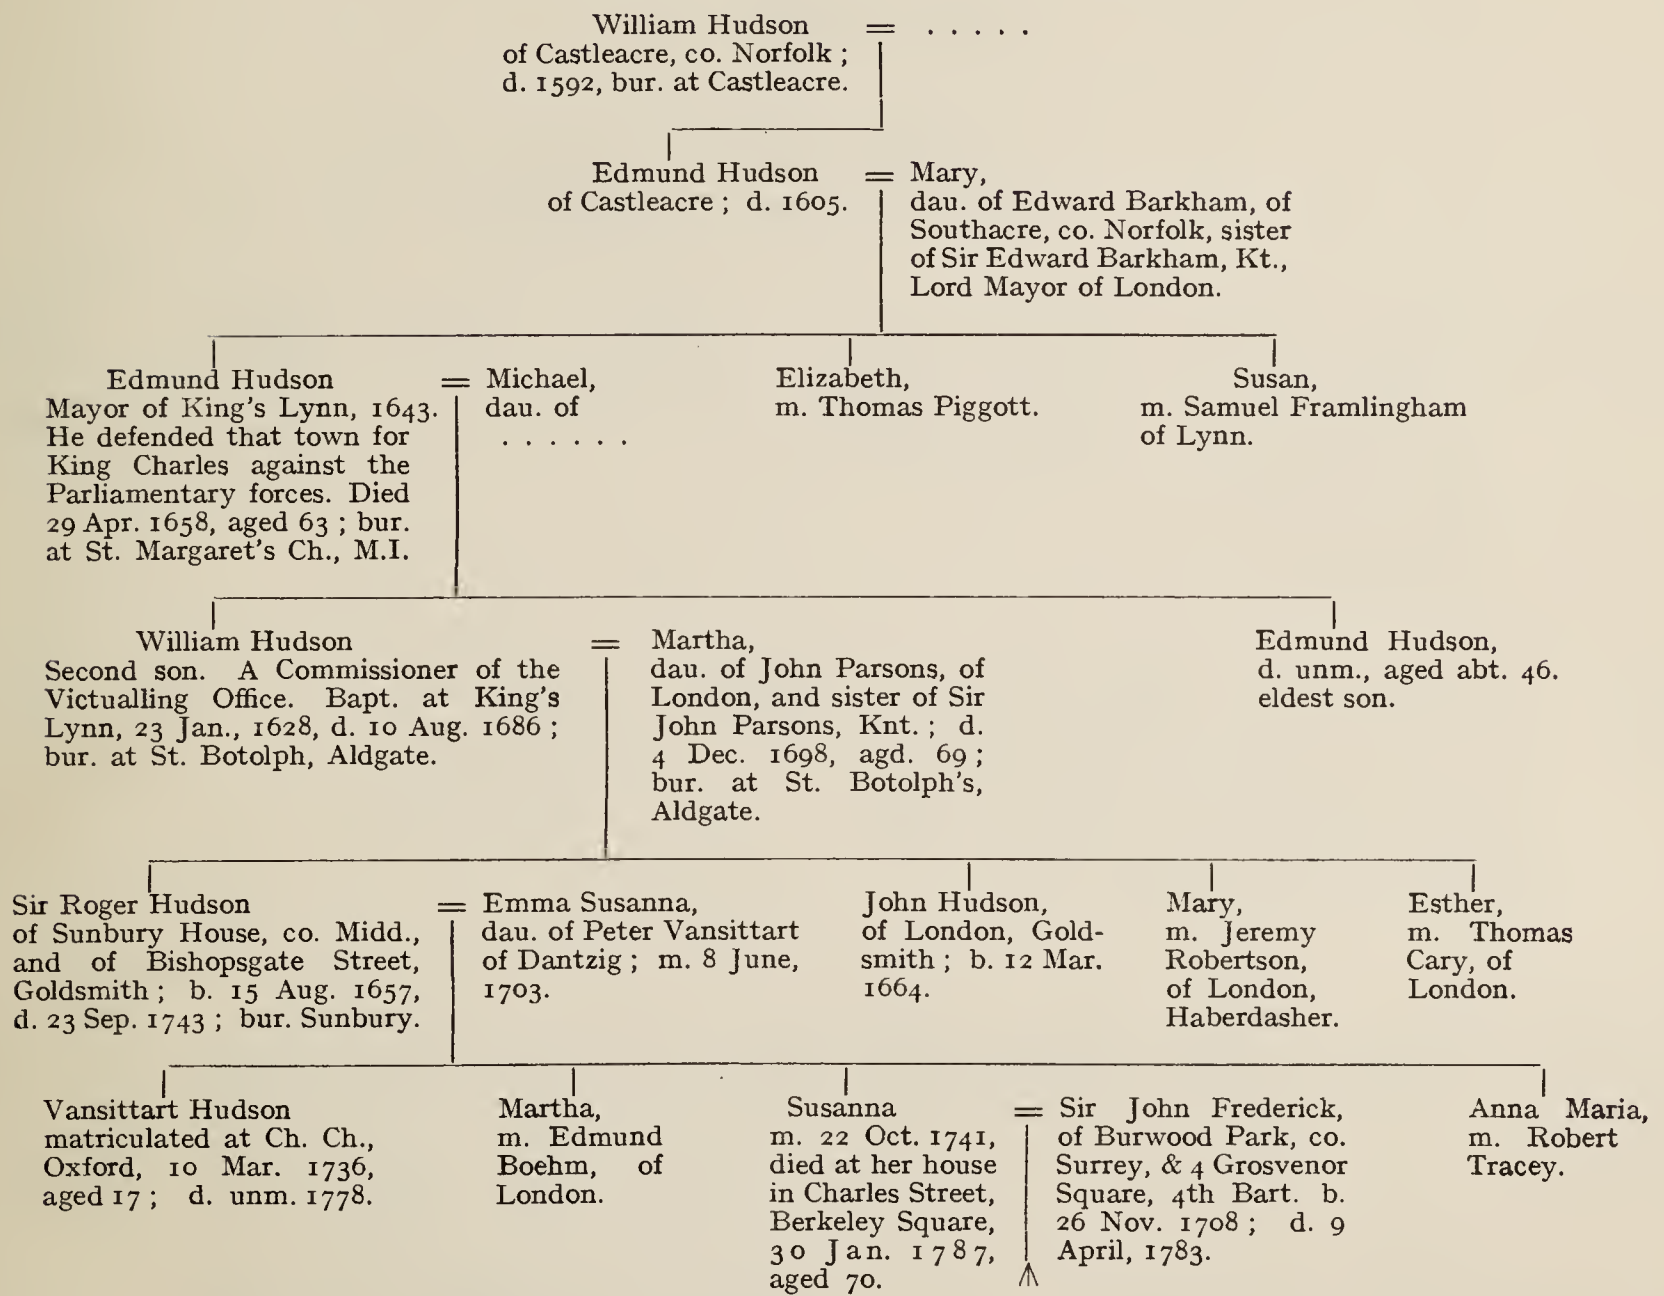 William Hudson = . . . . .
of Castleacre, co. Norfolk ;
d. 1592, bur. at Castleacre.
Edmund Hudson =
of Castleacre ; d. 1605.
Mary,
dau. of Edward Barkham, of
Southacre, co. Norfolk, sister
of Sir Edward Barkham, Kt.,
Lord Mayor of London.
Edmund Hudson =
Mayor of King's Lynn, 1643.
He defended that town for
King Charles against the
Parliamentary forces. Died
29 Apr. 1658, aged 63 ; bur.
at St. Margaret's Ch., M.I.
Michael,
dau. of
. . . . . .
Elizabeth,
m. Thomas Piggott.
Susan,
m. Samuel Framlingham
of Lynn.
William Hudson =
Second son. A Commissioner of the
Victualling Office. Bapt. at King's
Lynn, 23 Jan., 1628, d. 10 Aug. 1686 ;
bur. at St. Botolph, Aldgate.
Martha,
dau. of John Parsons, of
London, and sister of Sir
John Parsons, Knt. ; d.
4 Dec. 1698, agd. 69 ;
bur. at St. Botolph's,
Aldgate.
Edmund Hudson,
d. unm., aged abt. 46.
eldest son.
Sir Roger Hudson =
of Sunbury House, co. Midd.,
and of Bishopsgate Street,
Goldsmith ; b. 15 Aug. 1657,
d. 23 Sep. 1743 ; bur. Sunbury.
Emma Susanna,
dau. of Peter Vansittart
of Dantzig ; m. 8 June,
1703.
John Hudson,
of London, Gold-
smith ; b. 12 Mar.
1664.
Mary,
m. Jeremy
Robertson,
of London,
Haberdasher.
Esther,
m. Thomas
Cary, of
London.
Vansittart Hudson
matriculated at Ch. Ch.,
Oxford, 10 Mar. 1736,
aged 17 ; d. unm. 1778.
Martha,
m. Edmund
Boehm, of
London.
Susanna =
m. 22 Oct. 1741,
died at her house
in Charles Street,
Berkeley Square,
30 Jan. 1787,
aged 70.
Sir John Frederick,
of Burwood Park, co.
Surrey, & 4 Grosvenor
Square, 4th Bart. b.
26 Nov. 1708 ; d. 9
April, 1783.
Anna Maria,
m. Robert
Tracey.